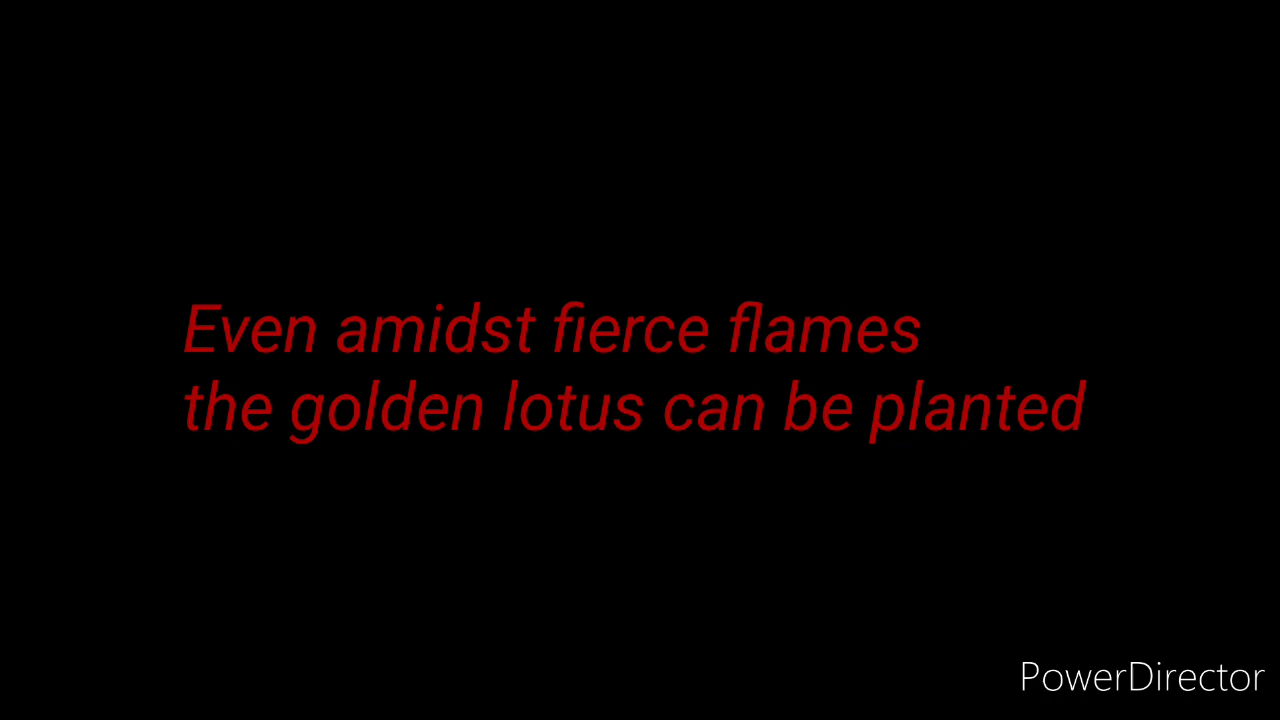 Even amidst fierce flames
the golden lotus can be planted
PowerDirector